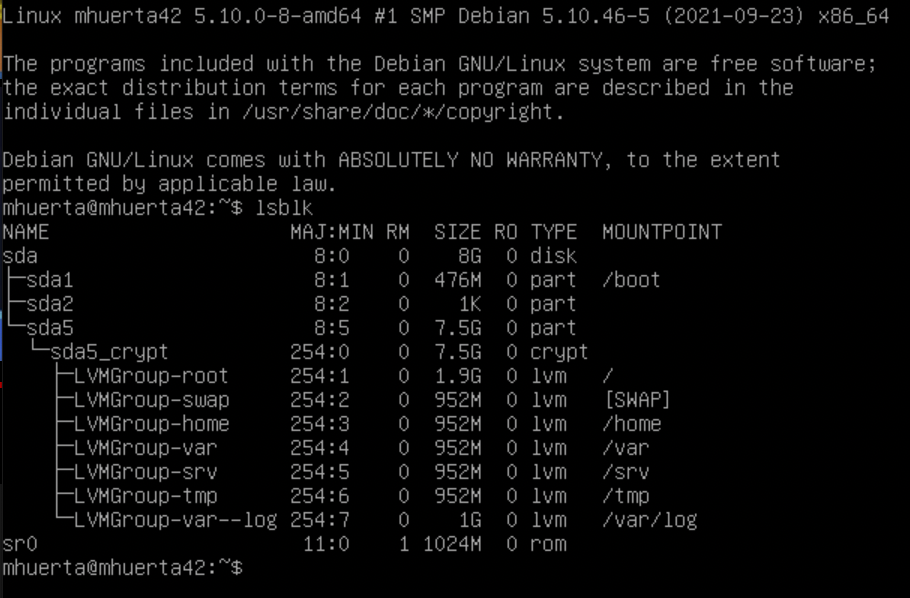 Linux mhuerta42 5.10.0-8-amd64 #1 SMP Debian 5.10.46-5 (2021-09-23) x86_64
The programs included with the Debian GNU/Linux system are free software;
the exact distribution terms for each program are described in the
individual files in /usr/share/doc/*/copyright.
Debian GNU/Linux comes with ABSOLUTELY NO WARRANTY, to the extent
permitted by applicable law.
mhuerta@mhuerta42:~$ lsblk
NAME                    MAJ:MIN RM  SIZE RO TYPE  MOUNTPOINT
sda                       8:0    0    8G  0 disk
├─sda1                    8:1    0  476M  0 part  /boot
├─sda2                    8:2    0    1K  0 part
└─sda5                    8:5    0  7.5G  0 part
  └─sda5_crypt          254:0    0  7.5G  0 crypt
    ├─LVMGroup-root     254:1    0  1.9G  0 lvm   /
    ├─LVMGroup-swap     254:2    0  952M  0 lvm   [SWAP]
    ├─LVMGroup-home     254:3    0  952M  0 lvm   /home
    ├─LVMGroup-var      254:4    0  952M  0 lvm   /var
    ├─LVMGroup-srv      254:5    0  952M  0 lvm   /srv
    ├─LVMGroup-tmp      254:6    0  952M  0 lvm   /tmp
    └─LVMGroup-var--log 254:7    0    1G  0 lvm   /var/log
sr0                      11:0    1 1024M  0 rom
mhuerta@mhuerta42:~$